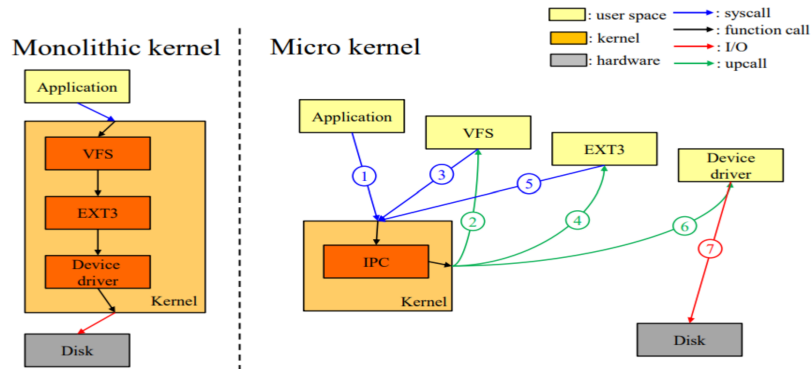 : user space
: kernel
: hardware
: syscall
: function call
: I/O
: upcall
Monolithic kernel
Application
VFS
EXT3
Device
driver
Kernel
Disk
Micro kernel
Application
VFS
EXT3
Device
driver
1
3
5
2
4
6
7
IPC
Kernel
Disk